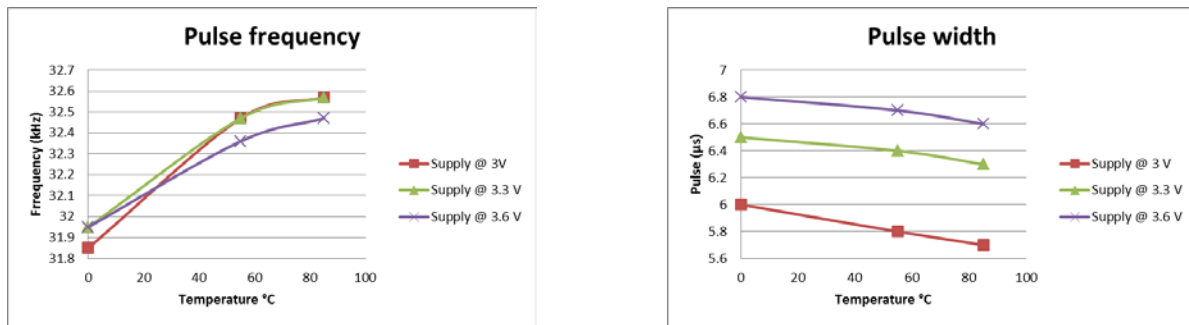 Pulse frequency
32.7
32.6
32.5
32.4
32.3
32.2
32.1
32
31.9
31.8
Frrequency (kHz)
0 20 40 60 80 100
Temperature °C
Supply @ 3V
Supply @ 3.3 V
Supply @ 3.6 V
Pulse width
7
6.8
6.6
6.4
6.2
6
5.8
5.6
Pulse (µs)
0 20 40 60 80 100
Temperature °C
Supply @ 3 V
Supply @ 3.3 V
Supply @ 3.6 V